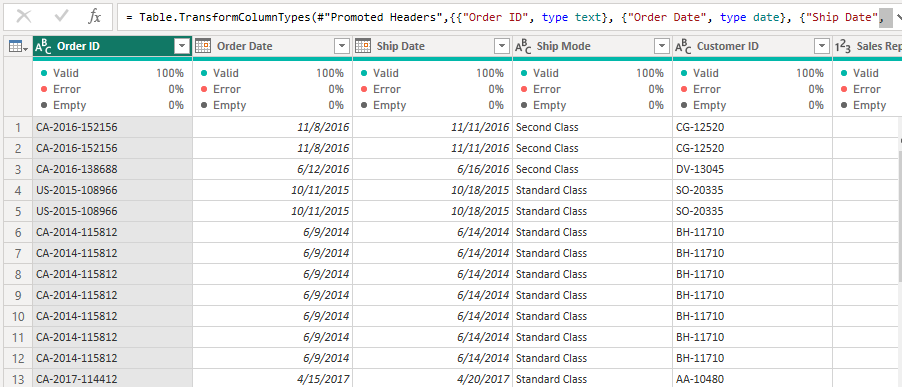 fx = Table.TransformColumnTypes(#"Promoted Headers",{{"Order ID", type text}, {"Order Date", type date}, {"Ship Date",
ABC Order ID Order Date Ship Date ABC Ship Mode ABC Customer ID 123 Sales Rep
Valid 100% Valid 100% Valid 100% Valid 100% Valid 100% Valid
Error 0% Error 0% Error 0% Error 0% Error 0% Error
Empty 0% Empty 0% Empty 0% Empty 0% Empty 0% Empty
1 CA-2016-152156 11/8/2016 11/11/2016 Second Class CG-12520
2 CA-2016-152156 11/8/2016 11/11/2016 Second Class CG-12520
3 CA-2016-138688 6/12/2016 6/16/2016 Second Class DV-13045
4 US-2015-108966 10/11/2015 10/18/2015 Standard Class SO-20335
5 US-2015-108966 10/11/2015 10/18/2015 Standard Class SO-20335
6 CA-2014-115812 6/9/2014 6/14/2014 Standard Class BH-11710
7 CA-2014-115812 6/9/2014 6/14/2014 Standard Class BH-11710
8 CA-2014-115812 6/9/2014 6/14/2014 Standard Class BH-11710
9 CA-2014-115812 6/9/2014 6/14/2014 Standard Class BH-11710
10 CA-2014-115812 6/9/2014 6/14/2014 Standard Class BH-11710
11 CA-2014-115812 6/9/2014 6/14/2014 Standard Class BH-11710
12 CA-2014-115812 6/9/2014 6/14/2014 Standard Class BH-11710
13 CA-2017-114412 4/15/2017 4/20/2017 Standard Class AA-10480